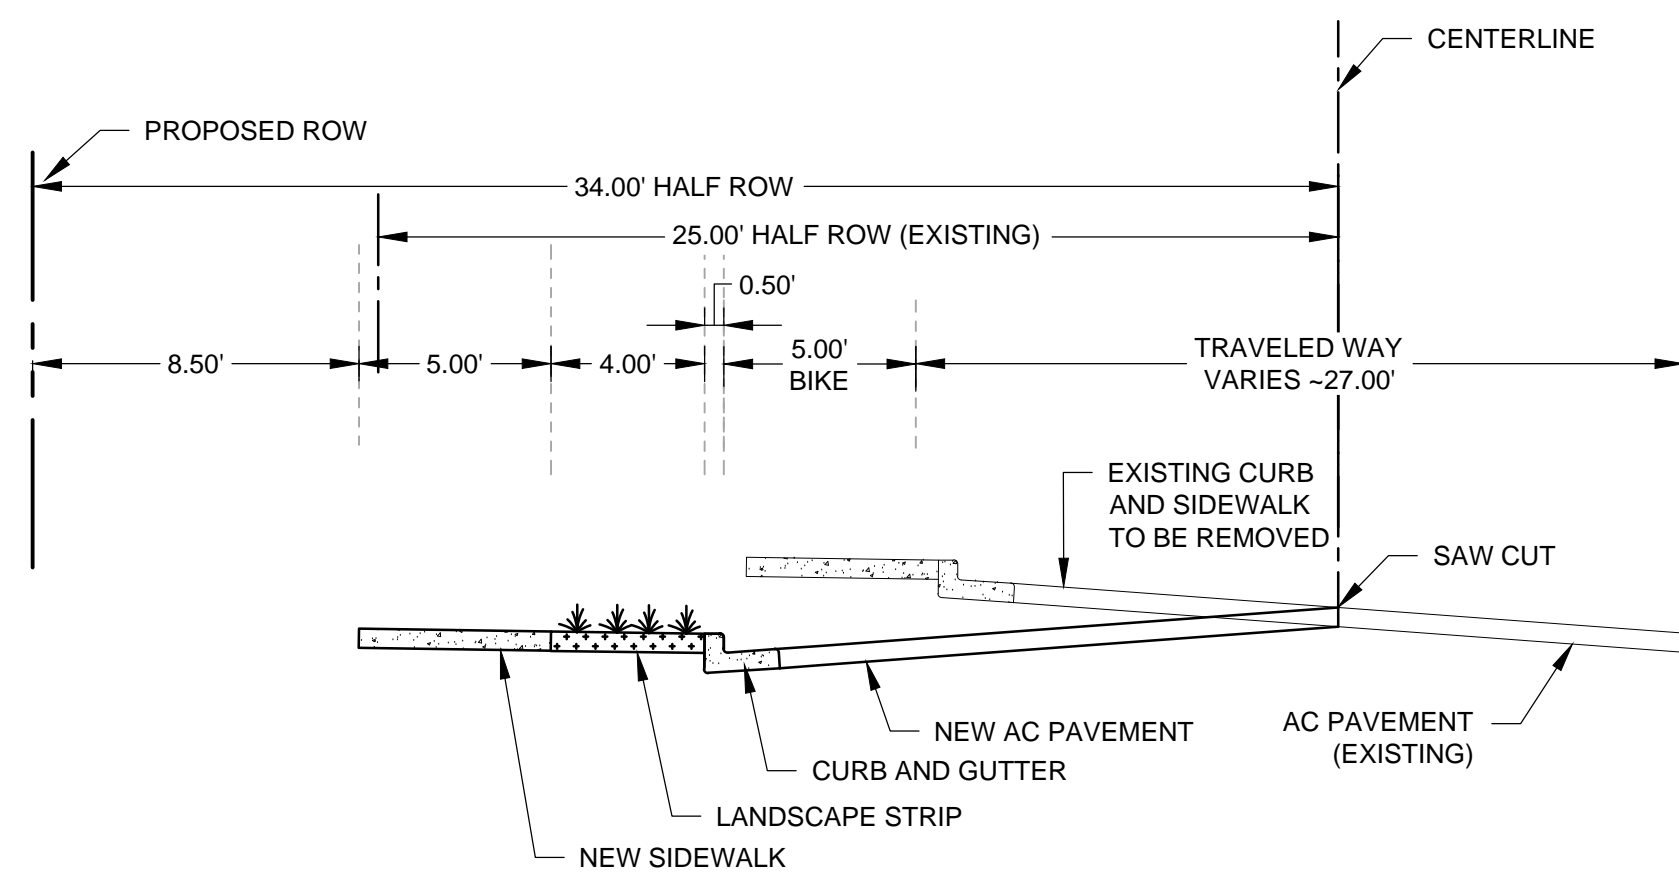 CENTERLINE
PROPOSED ROW
34.00' HALF ROW
25.00' HALF ROW (EXISTING)
0.50'
8.50'
5.00'
4.00'
5.00'
BIKE
TRAVELED WAY
VARIES ~27.00'
EXISTING CURB
AND SIDEWALK
TO BE REMOVED
SAW CUT
NEW AC PAVEMENT
AC PAVEMENT
(EXISTING)
CURB AND GUTTER
LANDSCAPE STRIP
NEW SIDEWALK